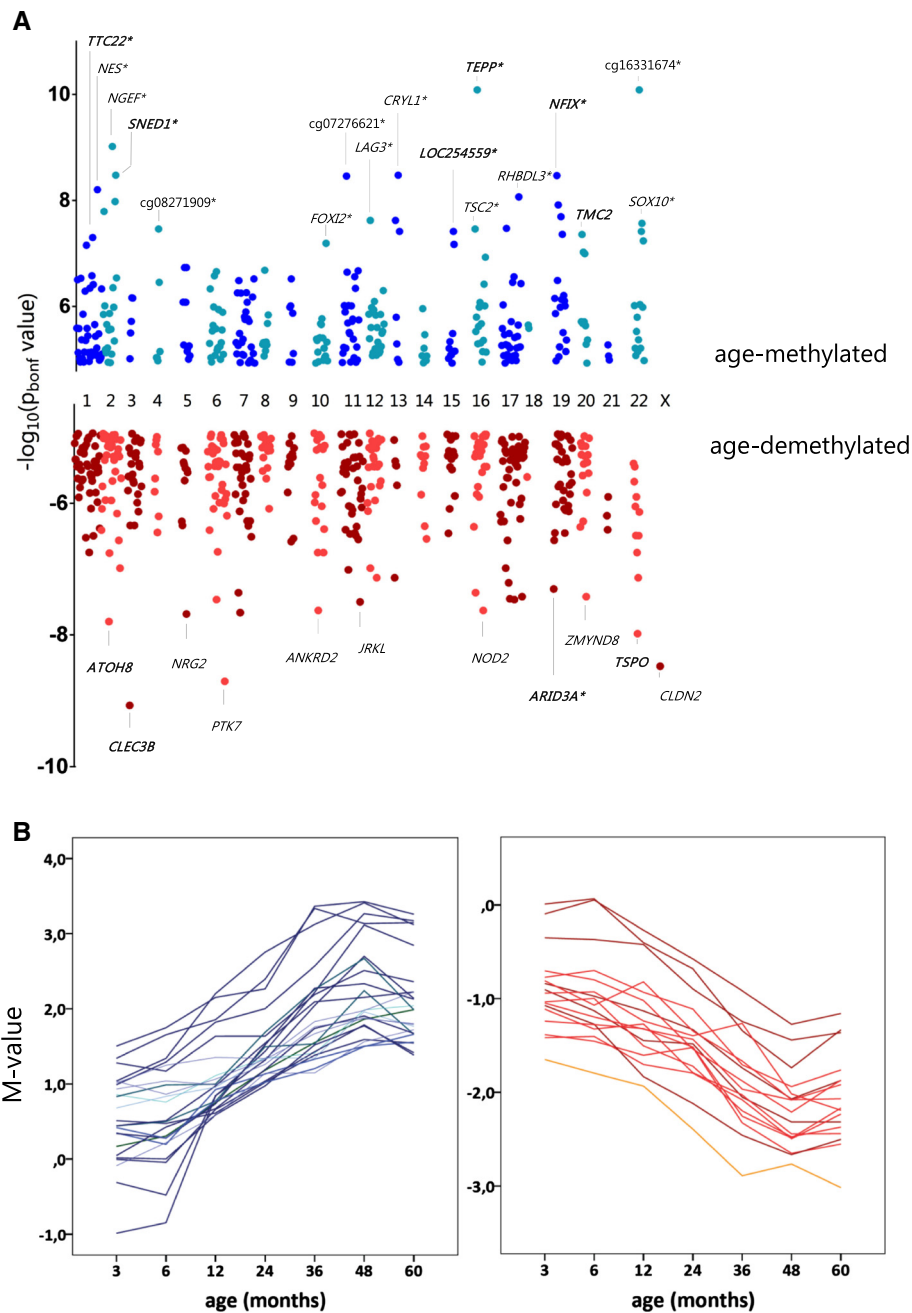 A
TTC22*
NES*
NGEF*
SNED1*
cg08271909*
FOXI2*
cg07276621*
LAG3*
CRYL1*
LOC254559*
TEPP*
TSC2*
RHBDL3*
NFIX*
TMC2
cg16331674*
SOX10*
10
8
6
-log10(pbonf value)
age-methylated
1 2 3 5 6 7 8 9 10 11 12 13 14 15 16 17 18 19 20 21 22 X
age-demethylated
-6
-8
-10
ATOH8
CLEC3B
NRG2
PTK7
ANKRD2
JRKL
NOD2
ARID3A*
ZMYND8
TSPO
CLDN2
B
M-value
4,0
3,0
2,0
1,0
,0
-1,0
3 6 12 24 36 48 60
age (months)
,0
-1,0
-2,0
-3,0
3 6 12 24 36 48 60
age (months)